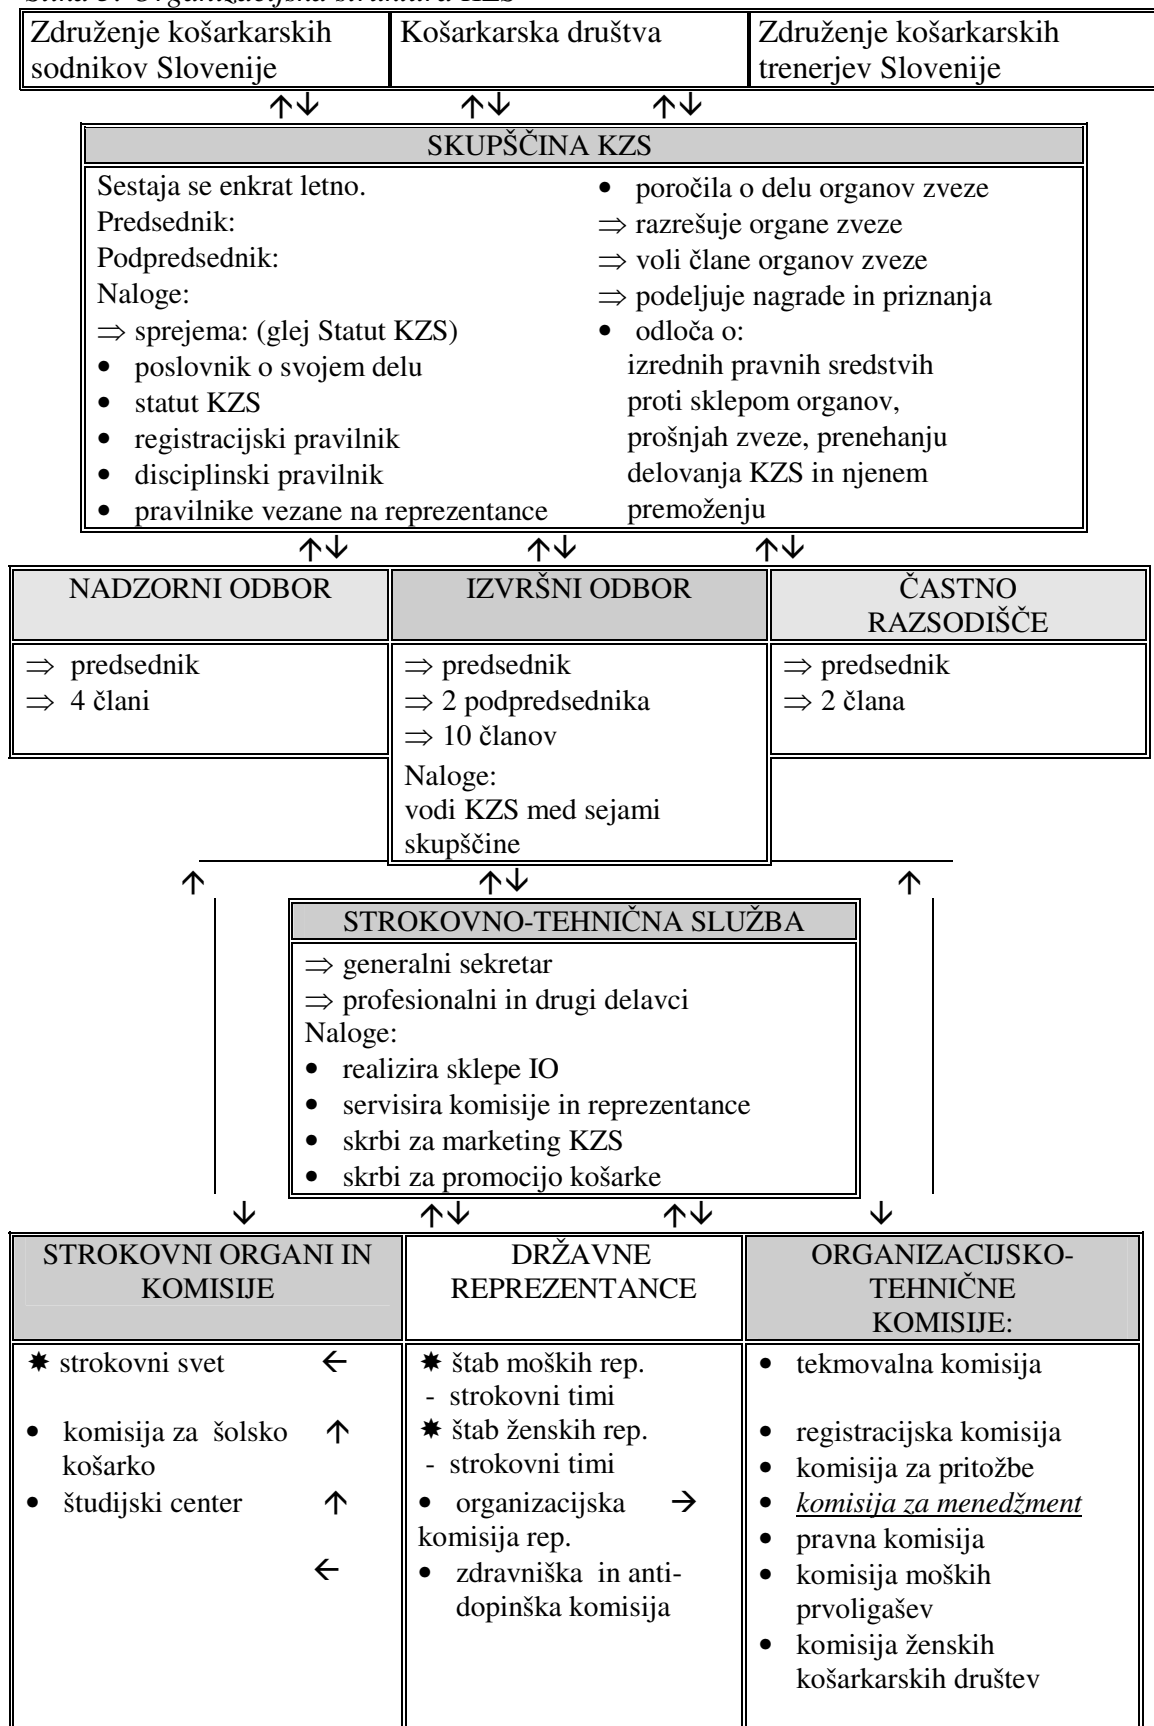 Slika 3: Organizacijska struktura KZS
Združenje košarkarskih
sodnikov Slovenije
Košarkarska društva
Združenje košarkarskih
trenerjev Slovenije
↑↓ ↑↓ ↑↓
SKUPŠČINA KZS
Sestaja se enkrat letno.
Predsednik:
Podpredsednik:
Naloge:
⇒ sprejema: (glej Statut KZS)
• poslovnik o svojem delu
• statut KZS
• registracijski pravilnik
• disciplinski pravilnik
• pravilnike vezane na reprezentance
• poročila o delu organov zveze
⇒ razrešuje organe zveze
⇒ voli člane organov zveze
⇒ podeljuje nagrade in priznanja
• odloča o:
izrednih pravnih sredstvih
proti sklepom organov,
prošnjah zveze, prenehanju
delovanja KZS in njenem
premoženju
↑↓ ↑↓ ↑↓
NADZORNI ODBOR
⇒ predsednik
⇒ 4 člani
IZVRŠNI ODBOR
⇒ predsednik
⇒ 2 podpredsednika
⇒ 10 članov
Naloge:
vodi KZS med sejami
skupščine
ČASTNO
RAZSODIŠČE
⇒ predsednik
⇒ 2 člana
↑ ↑↓ ↑
STROKOVNO-TEHNIČNA SLUŽBA
⇒ generalni sekretar
⇒ profesionalni in drugi delavci
Naloge:
• realizira sklepe IO
• servisira komisije in reprezentance
• skrbi za marketing KZS
• skrbi za promocijo košarke
↓ ↑↓ ↑↓ ↓
STROKOVNI ORGANI IN
KOMISIJE
✷ strokovni svet ←
• komisija za šolsko ↑
košarko
• študijski center ↑
←
DRŽAVNE
REPREZENTANCE
✷ štab moških rep.
- strokovni timi
✷ štab ženskih rep.
- strokovni timi
• organizacijska →
komisija rep.
• zdravniška in anti-
dopinška komisija
ORGANIZACIJSKO-
TEHNIČNE
KOMISIJE:
• tekmovalna komisija
• registracijska komisija
• komisija za pritožbe
• komisija za menedžment
• pravna komisija
• komisija moških
prvoligašev
• komisija ženskih
košarkarskih društev